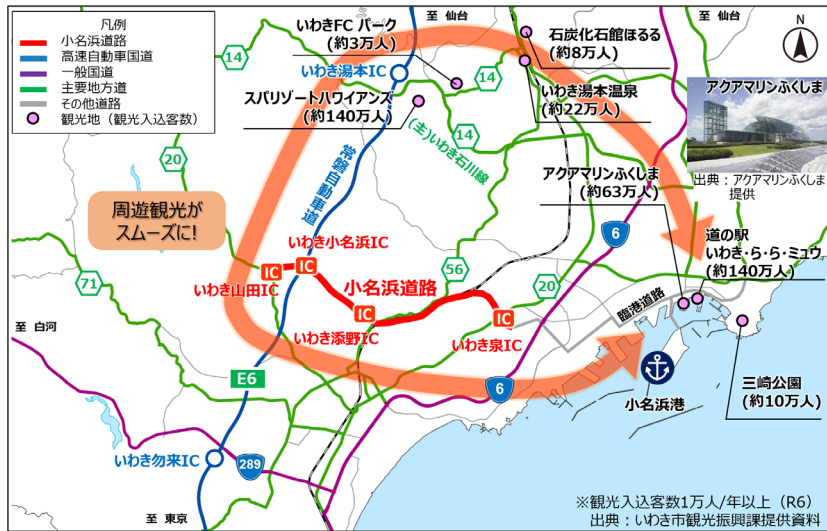 凡例
小名浜道路
高速自動車国道
一般国道
主要地方道
その他道路
観光地（観光入込客数）
至 仙台
至 仙台
N
いわきFC パーク
(約3万人)
石炭化石館ほるる
(約8万人)
14
14
14
いわき湯本IC
スパリゾートハワイアンズ
(約140万人)
いわき湯本温泉
(約22万人)
(主)いわき石川線
アクアマリンふくしま
出典：アクアマリンふくしま
提供
20
常磐自動車道
アクアマリンふくしま
(約63万人)
周遊観光が
スムーズに!
6
道の駅
いわき・ら・ら・ミュウ
(約140万人)
いわき小名浜IC
71
IC
IC
いわき山田IC
小名浜道路
56
20
IC
IC
いわき添野IC
いわき泉IC
臨港道路
至 白河
E6
6
小名浜港
三崎公園
(約10万人)
いわき勿来IC
289
至 東京
※観光入込客数1万人/年以上（R6）
出典：いわき市観光振興課提供資料